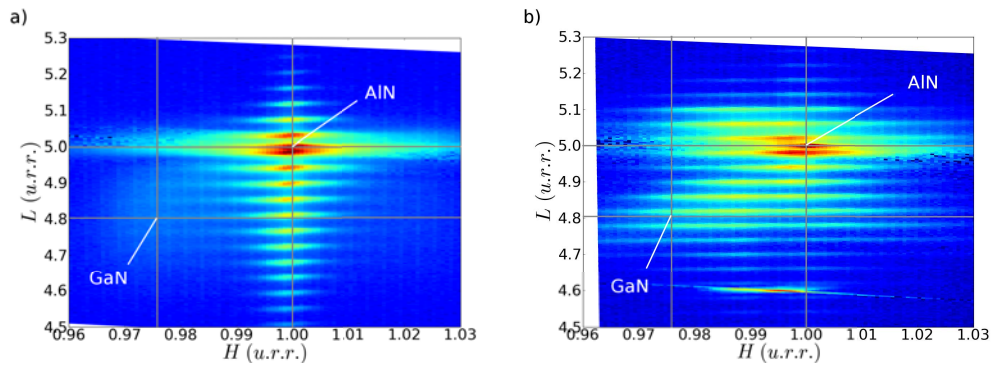 a)
5.3
5.2
5.1
5.0
4.9
4.8
4.7
4.6
4.5
L (u.r.r.)
AlN
GaN
0.96 0.97 0.98 0.99 1.00 1.01 1.02 1.03
H (u.r.r.)
b)
5.3
5.2
5.1
5.0
4.9
4.8
4.7
4.6
4.5
L (u.r.r.)
AlN
GaN
0.96 0.97 0.98 0.99 1.00 1 01 1.02 1.03
H (u.r.r.)